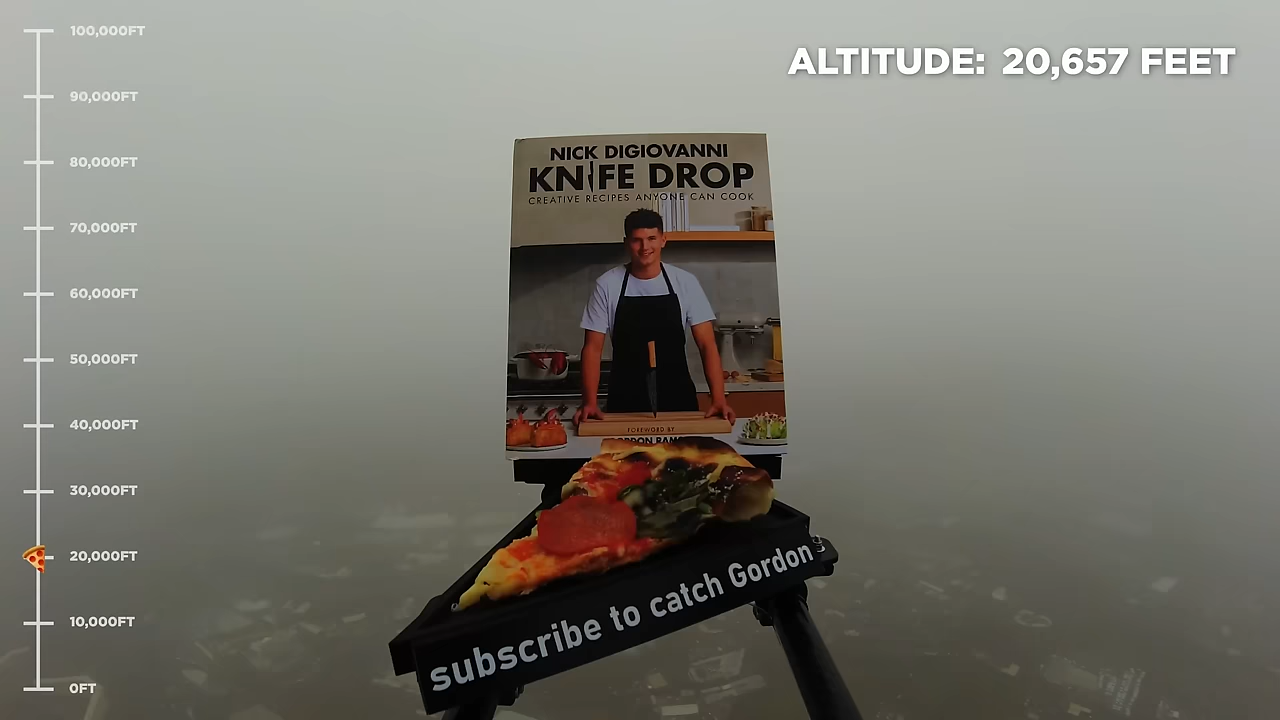 100,000FT
90,000FT
80,000FT
70,000FT
60,000FT
50,000FT
40,000FT
30,000FT
20,000FT
10,000FT
0FT
ALTITUDE: 20,657 FEET
NICK DIGIOVANNI
KNIFE DROP
CREATIVE RECIPES ANYONE CAN COOK
FOREWORD BY
subscribe to catch Gordon